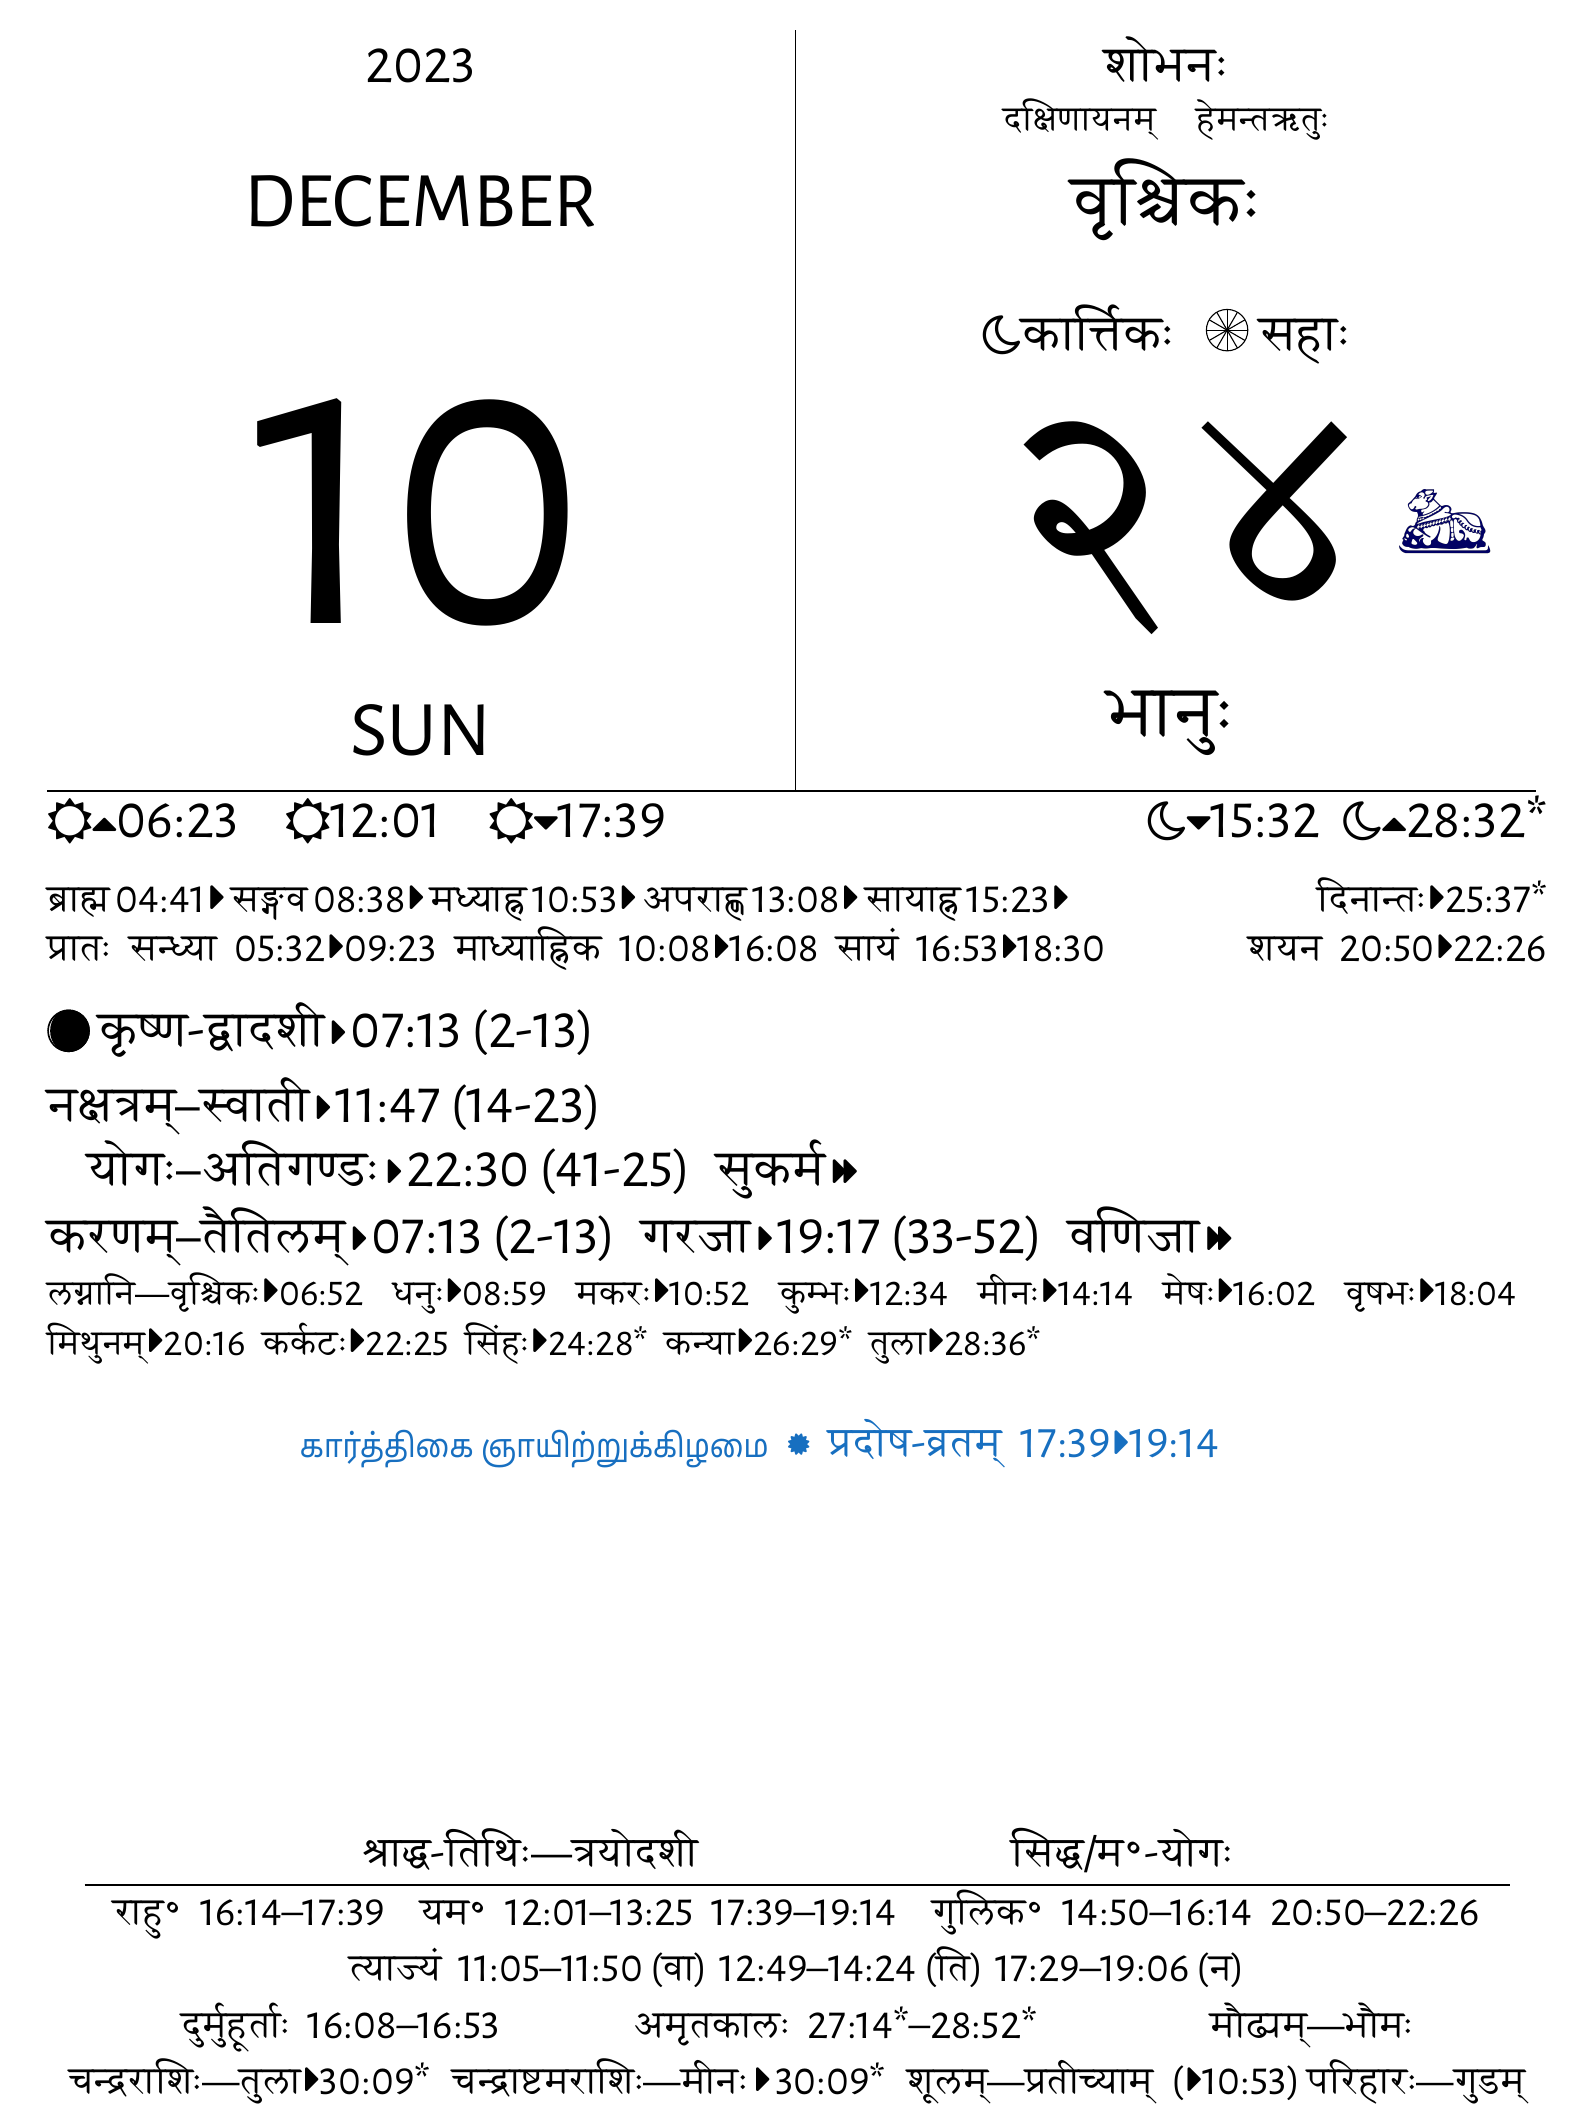 2023
DECEMBER
10
SUN
शोभनः
दक्षिणायनम् हेमन्तऋतुः
वृश्चिकः
कार्त्तिकः सहाः
२४
भानुः
06:23 12:01 17:39 15:32 28:32*
ब्राह्म 04:41 सङ्गव 08:38 मध्याह्न 10:53 अपराह्ण 13:08 सायाह्न 15:23 दिनान्तः 25:37*
प्रातः सन्ध्या 05:32 09:23 माध्याह्निक 10:08 16:08 सायं 16:53 18:30 शयन 20:50 22:26
कृष्ण-द्वादशी 07:13 (2-13)
नक्षत्रम्–स्वाती 11:47 (14-23)
योगः–अतिगण्डः 22:30 (41-25) सुकर्म
करणम्–तैतिलम् 07:13 (2-13) गरजा 19:17 (33-52) वणिजा
लग्नानि—वृश्चिकः 06:52 धनुः 08:59 मकरः 10:52 कुम्भः 12:34 मीनः 14:14 मेषः 16:02 वृषभः 18:04
मिथुनम् 20:16 कर्कटः 22:25 सिंहः 24:28* कन्या 26:29* तुला 28:36*
கார்த்திகை ஞாயிற்றுக்கிழமை प्रदोष-व्रतम् 17:39 19:14
श्राद्ध-तिथिः—त्रयोदशी सिद्ध/म॰-योगः
राहु॰ 16:14–17:39 यम॰ 12:01–13:25 17:39–19:14 गुलिक॰ 14:50–16:14 20:50–22:26
त्याज्यं 11:05–11:50 (वा) 12:49–14:24 (ति) 17:29–19:06 (न)
दुर्मुहूर्ताः 16:08–16:53 अमृतकालः 27:14*–28:52* मौढ्यम्—भौमः
चन्द्रराशिः—तुला 30:09* चन्द्राष्टमराशिः—मीनः 30:09* शूलम्—प्रतीच्याम् (10:53) परिहारः—गुडम्